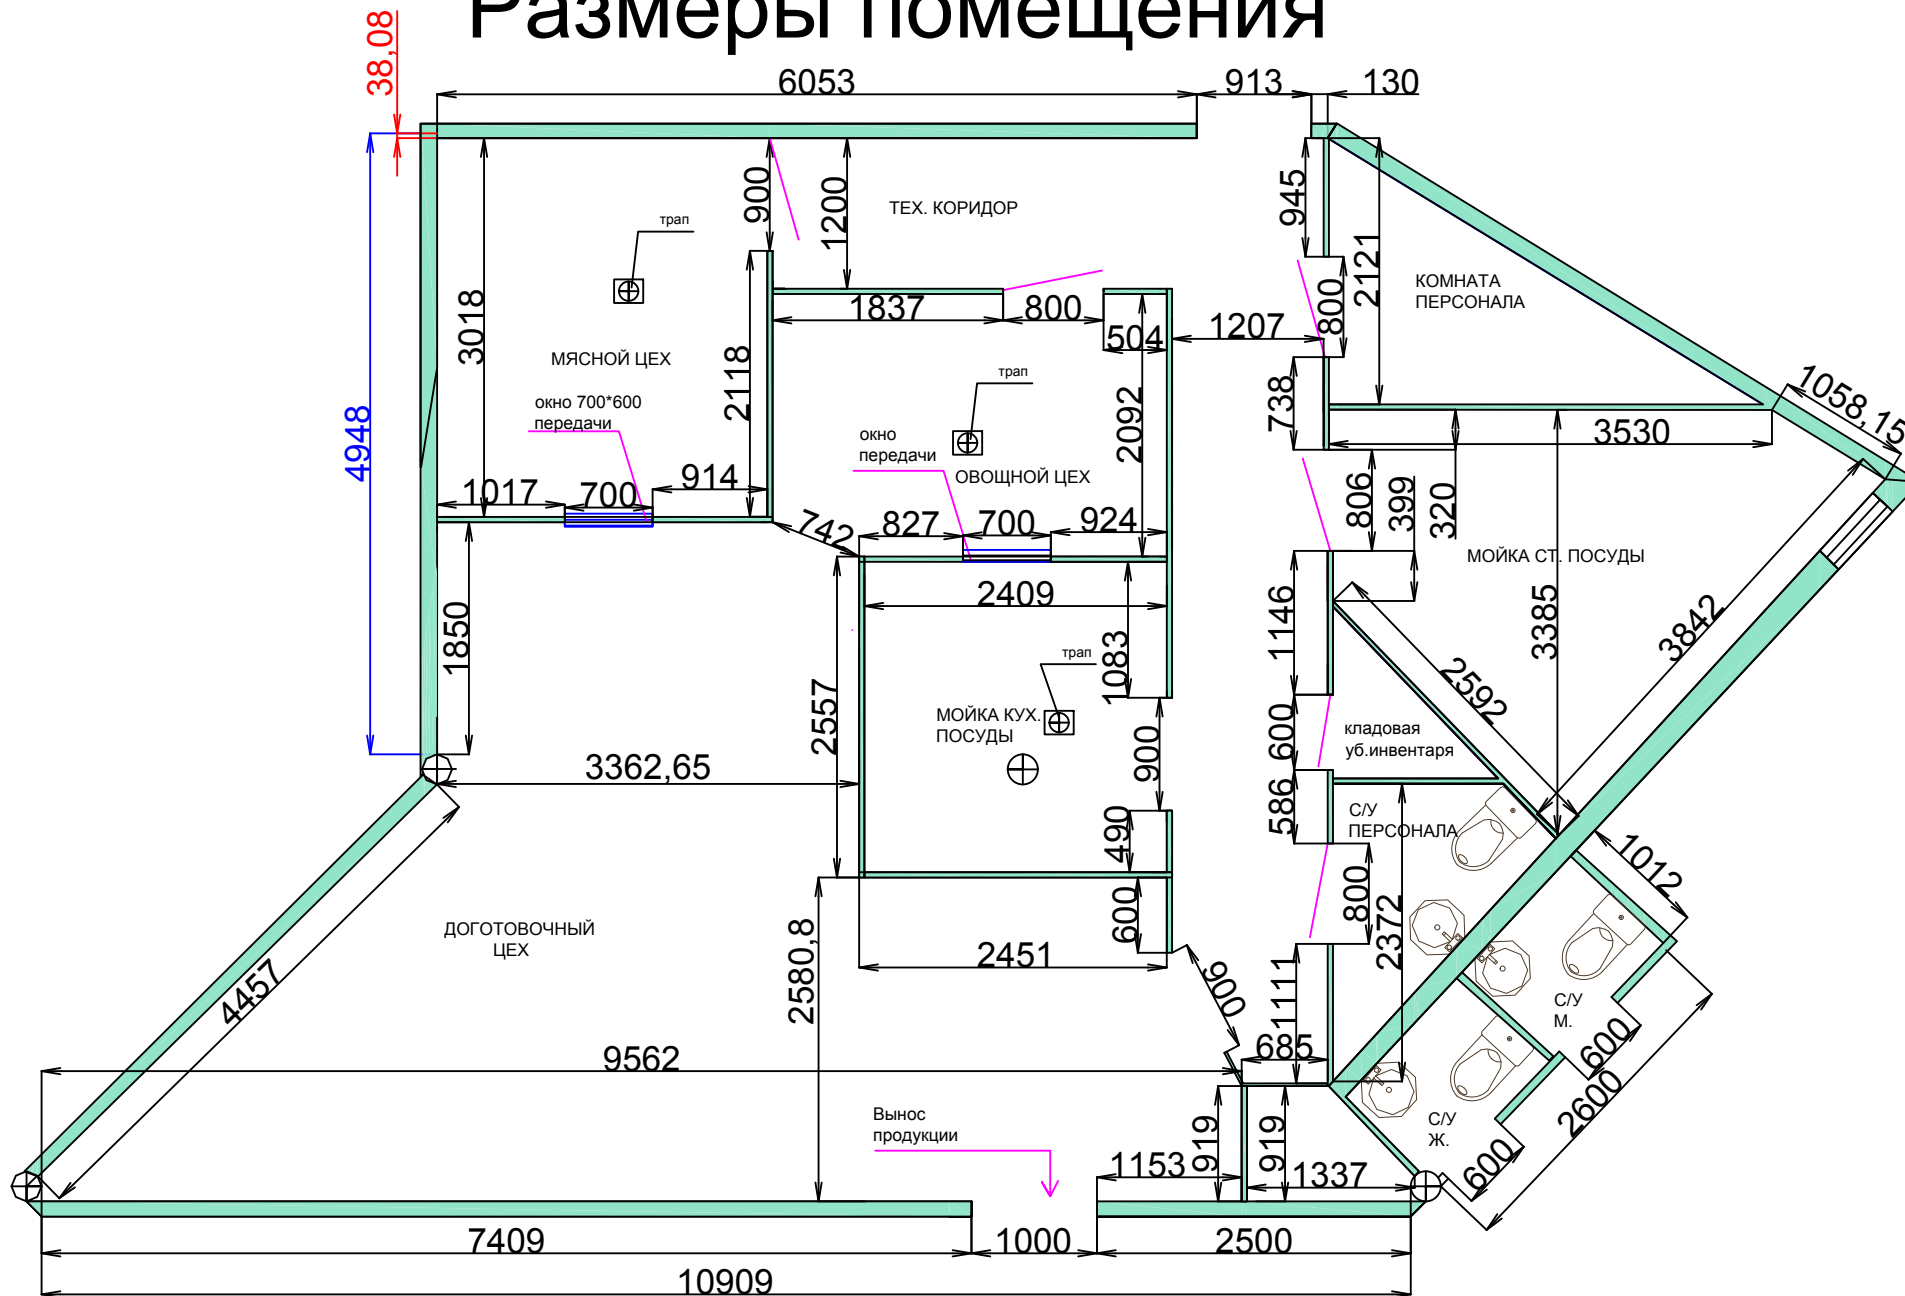 Размеры помещения
38,08
6053
913
130
900
1200
ТЕХ. КОРИДОР
945
2121
трап
КОМНАТА
ПЕРСОНАЛА
3018
1837
800
800
504
1207
МЯСНОЙ ЦЕХ
2118
трап
738
1058,15
окно 700*600
передачи
2092
3530
4948
окно
передачи
ОВОЩНОЙ ЦЕХ
1017
700
914
806
399
320
742
827
700
924
МОЙКА СТ. ПОСУДЫ
2409
1850
1146
3385
3842
трап
1083
2592
2557
МОЙКА КУХ.
ПОСУДЫ
600
кладовая
уб.инвентаря
3362,65
900
586
С/У
ПЕРСОНАЛА
490
1012
800
600
2372
ДОГОТОВОЧНЫЙ
ЦЕХ
2580,8
2451
4457
900
1111
С/У
М.
600
685
9562
2600
Вынос
продукции
919
919
С/У
Ж.
1153
1337
600
7409
1000
2500
10909